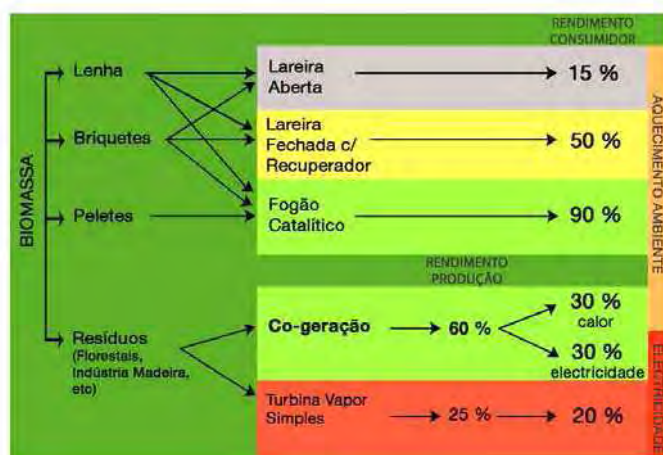 RENDIMENTO
CONSUMIDOR
BIOMASSA
Lenha
Lareira
Aberta
15 %
Briquetes
Lareira
Fechada c/
Recuperador
50 %
Peletes
Fogão
Catalítico
90 %
AQUECIMENTO AMBIENTE
RENDIMENTO
PRODUÇÃO
Resíduos
(Florestais,
Indústria Madeira,
etc)
Co-geração
60 %
30 %
calor
30 %
electricidade
Turbina Vapor
Simples
25 %
20 %
ELECTRICIDADE